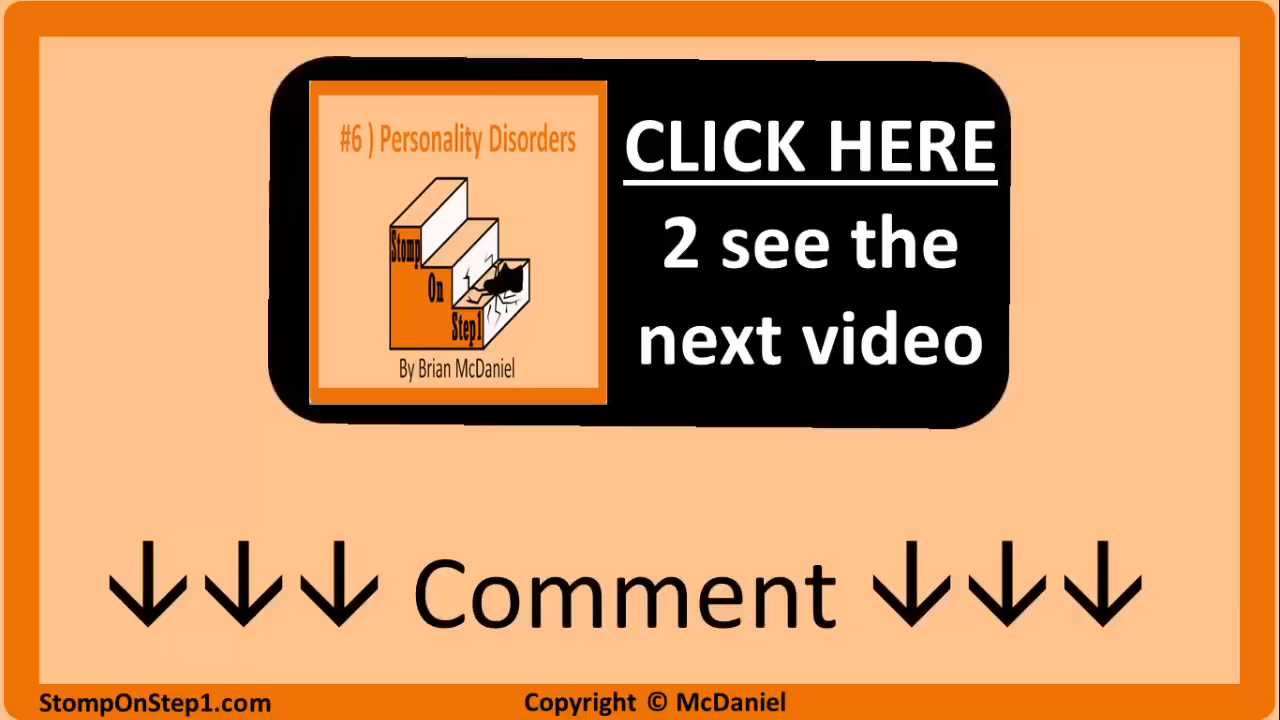 #6 ) Personality Disorders
Stomp
On
Step1
By Brian McDaniel
CLICK HERE
2 see the
next video
↓↓↓ Comment ↓↓↓
StompOnStep1.com
Copyright © McDaniel